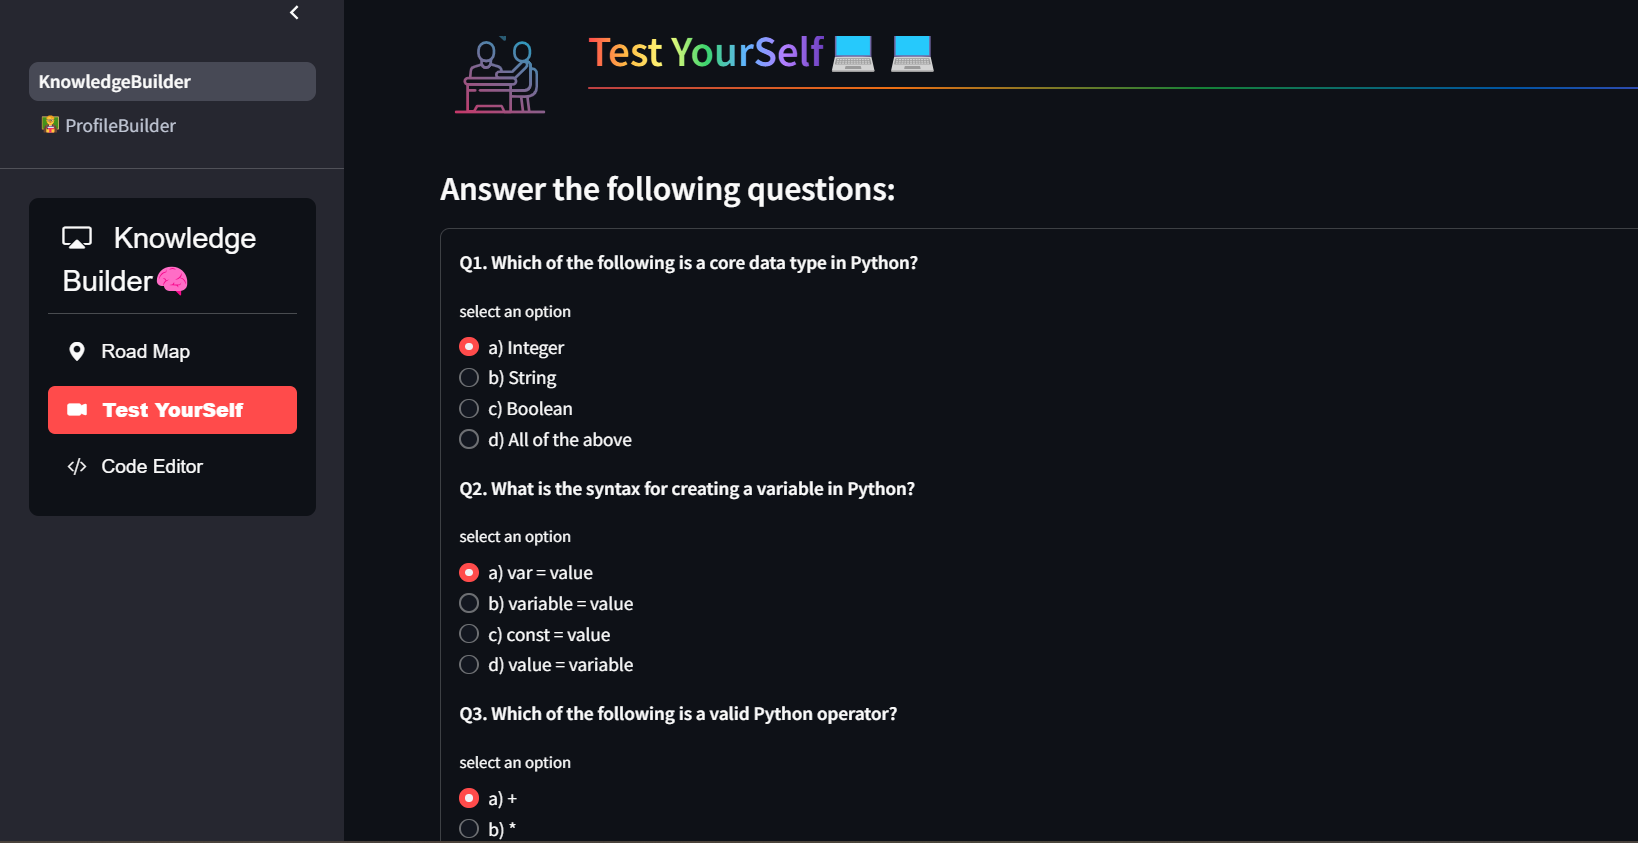 KnowledgeBuilder
ProfileBuilder
Knowledge
Builder
Road Map
Test YourSelf
Code Editor
Test YourSelf
Answer the following questions:
Q1. Which of the following is a core data type in Python?
select an option
a) Integer
b) String
c) Boolean
d) All of the above
Q2. What is the syntax for creating a variable in Python?
select an option
a) var = value
b) variable = value
c) const = value
d) value = variable
Q3. Which of the following is a valid Python operator?
select an option
a) +
b) *